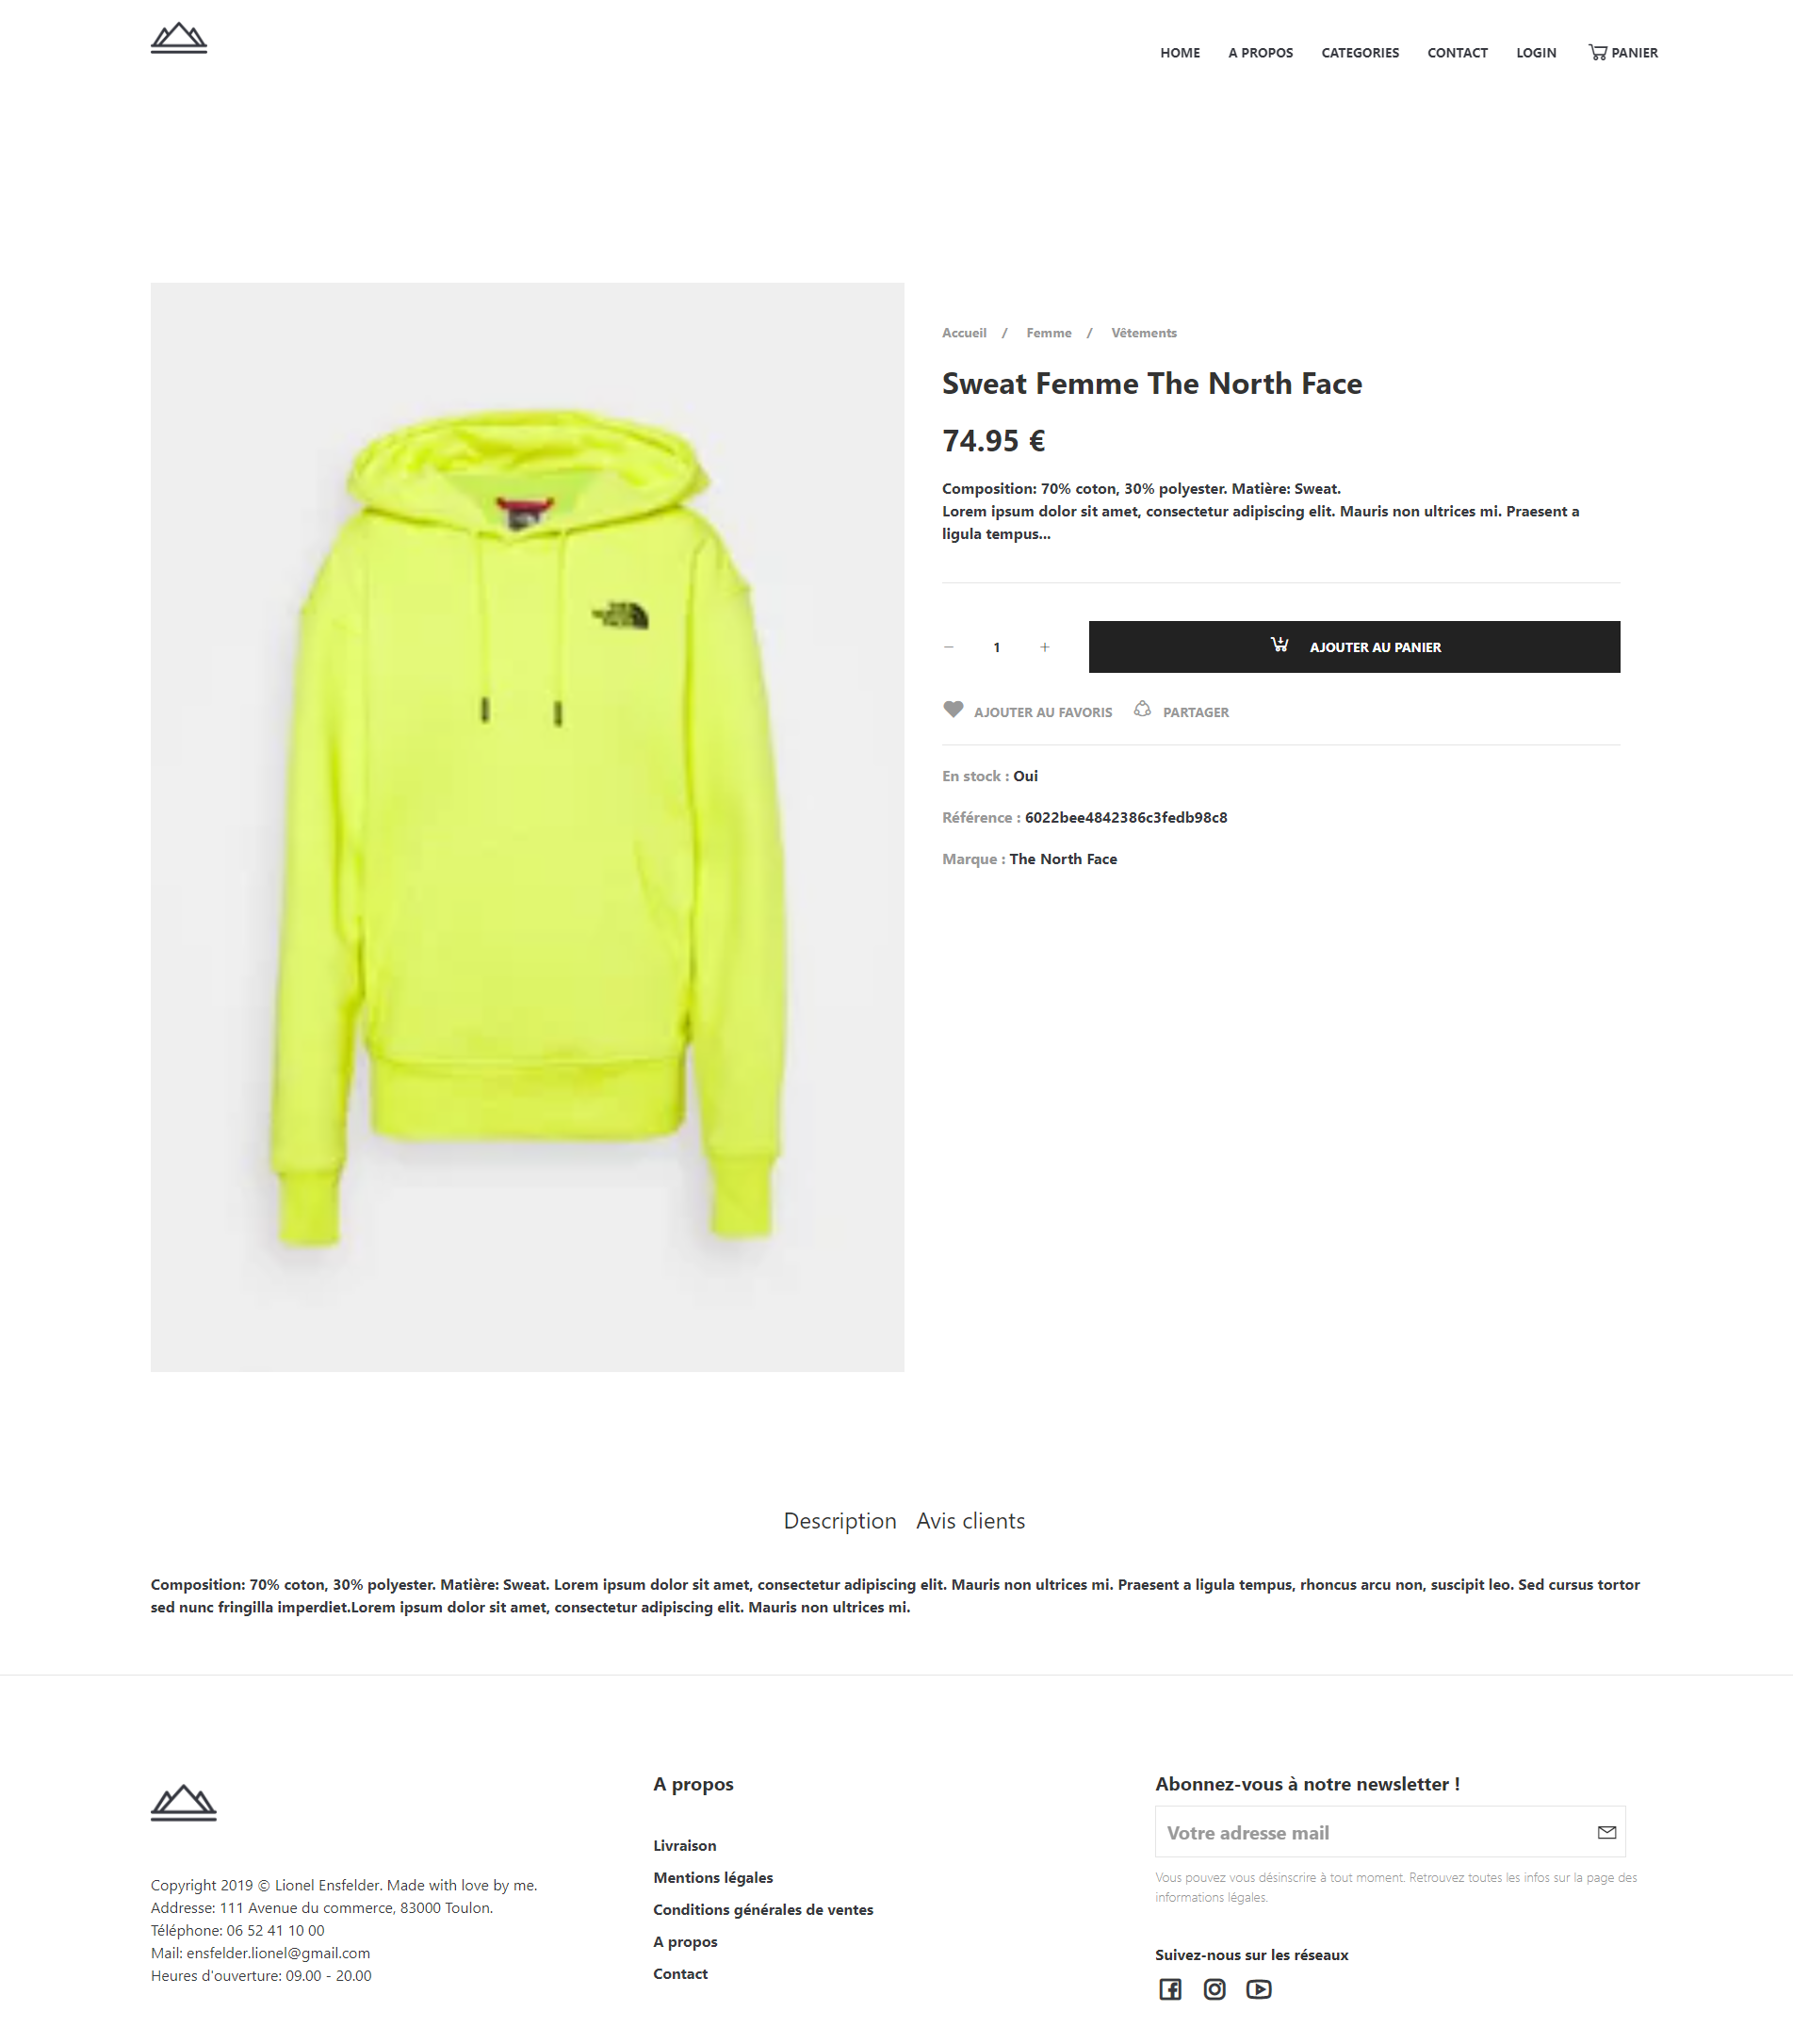 HOME A PROPOS CATEGORIES CONTACT LOGIN PANIER
Accueil / Femme / Vêtements
Sweat Femme The North Face
74.95 €
Composition: 70% coton, 30% polyester. Matière: Sweat.
Lorem ipsum dolor sit amet, consectetur adipiscing elit. Mauris non ultrices mi. Praesent a
ligula tempus...
− 1 + AJOUTER AU PANIER
AJOUTER AU FAVORIS PARTAGER
En stock : Oui
Référence : 6022bee4842386c3fedb98c8
Marque : The North Face
Description Avis clients
Composition: 70% coton, 30% polyester. Matière: Sweat. Lorem ipsum dolor sit amet, consectetur adipiscing elit. Mauris non ultrices mi. Praesent a ligula tempus, rhoncus arcu non, suscipit leo. Sed cursus tortor
sed nunc fringilla imperdiet.Lorem ipsum dolor sit amet, consectetur adipiscing elit. Mauris non ultrices mi.
Copyright 2019 © Lionel Ensfelder. Made with love by me.
Addresse: 111 Avenue du commerce, 83000 Toulon.
Téléphone: 06 52 41 10 00
Mail: ensfelder.lionel@gmail.com
Heures d'ouverture: 09.00 - 20.00
A propos
Livraison
Mentions légales
Conditions générales de ventes
A propos
Contact
Abonnez-vous à notre newsletter !
Votre adresse mail
Vous pouvez vous désinscrire à tout moment. Retrouvez toutes les infos sur la page des
informations légales.
Suivez-nous sur les réseaux